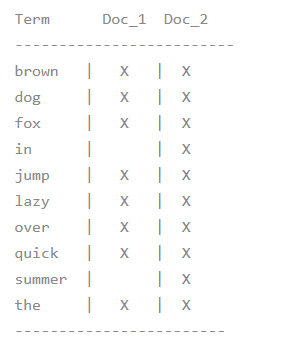 Term      Doc_1  Doc_2
-------------------------
brown   |   X   |  X
dog     |   X   |  X
fox     |   X   |  X
in      |       |  X
jump    |   X   |  X
lazy    |   X   |  X
over    |   X   |  X
quick   |   X   |  X
summer  |       |  X
the     |   X   |  X
------------------------